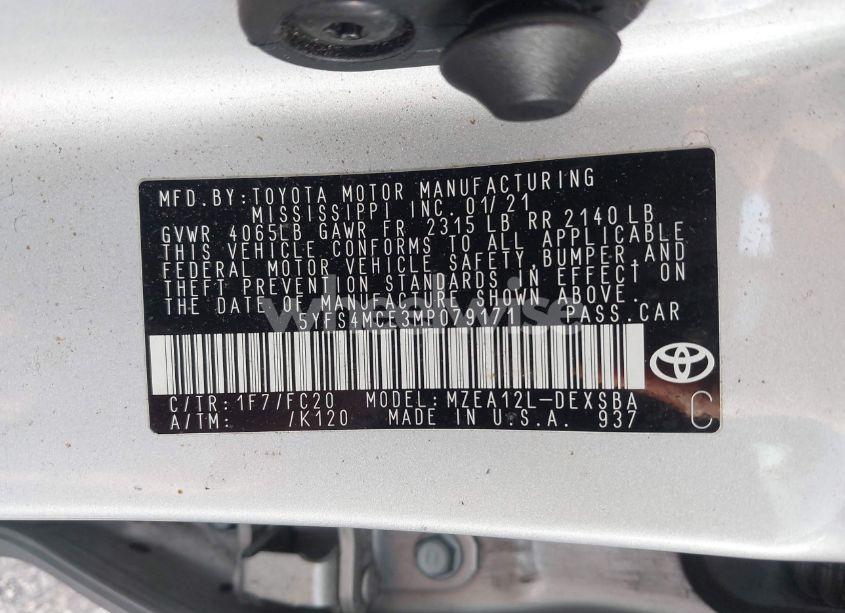 MFD. BY: TOYOTA MOTOR MANUFACTURING
MISSISSIPPI INC. 01/21
GVWR 4065LB GAWR FR 2315 LB RR 2140 LB
THIS VEHICLE CONFORMS TO ALL APPLICABLE
FEDERAL MOTOR VEHICLE SAFETY, BUMPER, AND
THEFT PREVENTION STANDARDS IN EFFECT ON
THE DATE OF MANUFACTURE SHOWN ABOVE.
5YFS4MCE3MP079171 PASS.CAR
C/TR: 1F7/FC20 MODEL: MZEA12L-DEXSBA
A/TM: /K120 MADE IN U.S.A. 937
C